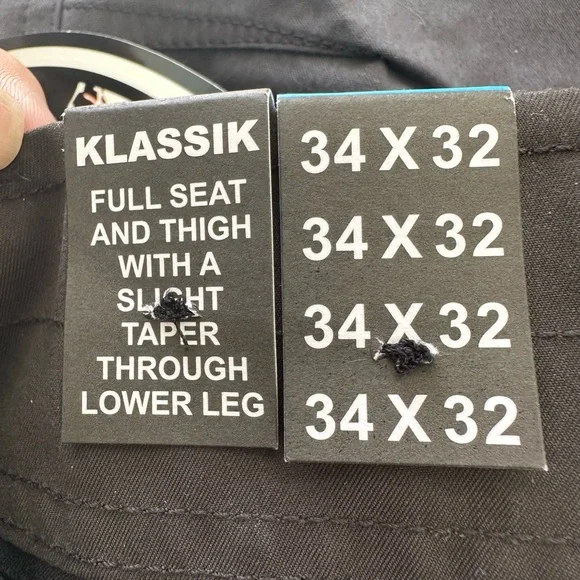 KLASSIK
FULL SEAT
AND THIGH
WITH A
SLIGHT
TAPER
THROUGH
LOWER LEG
34 X 32
34 X 32
34 X 32
34 X 32